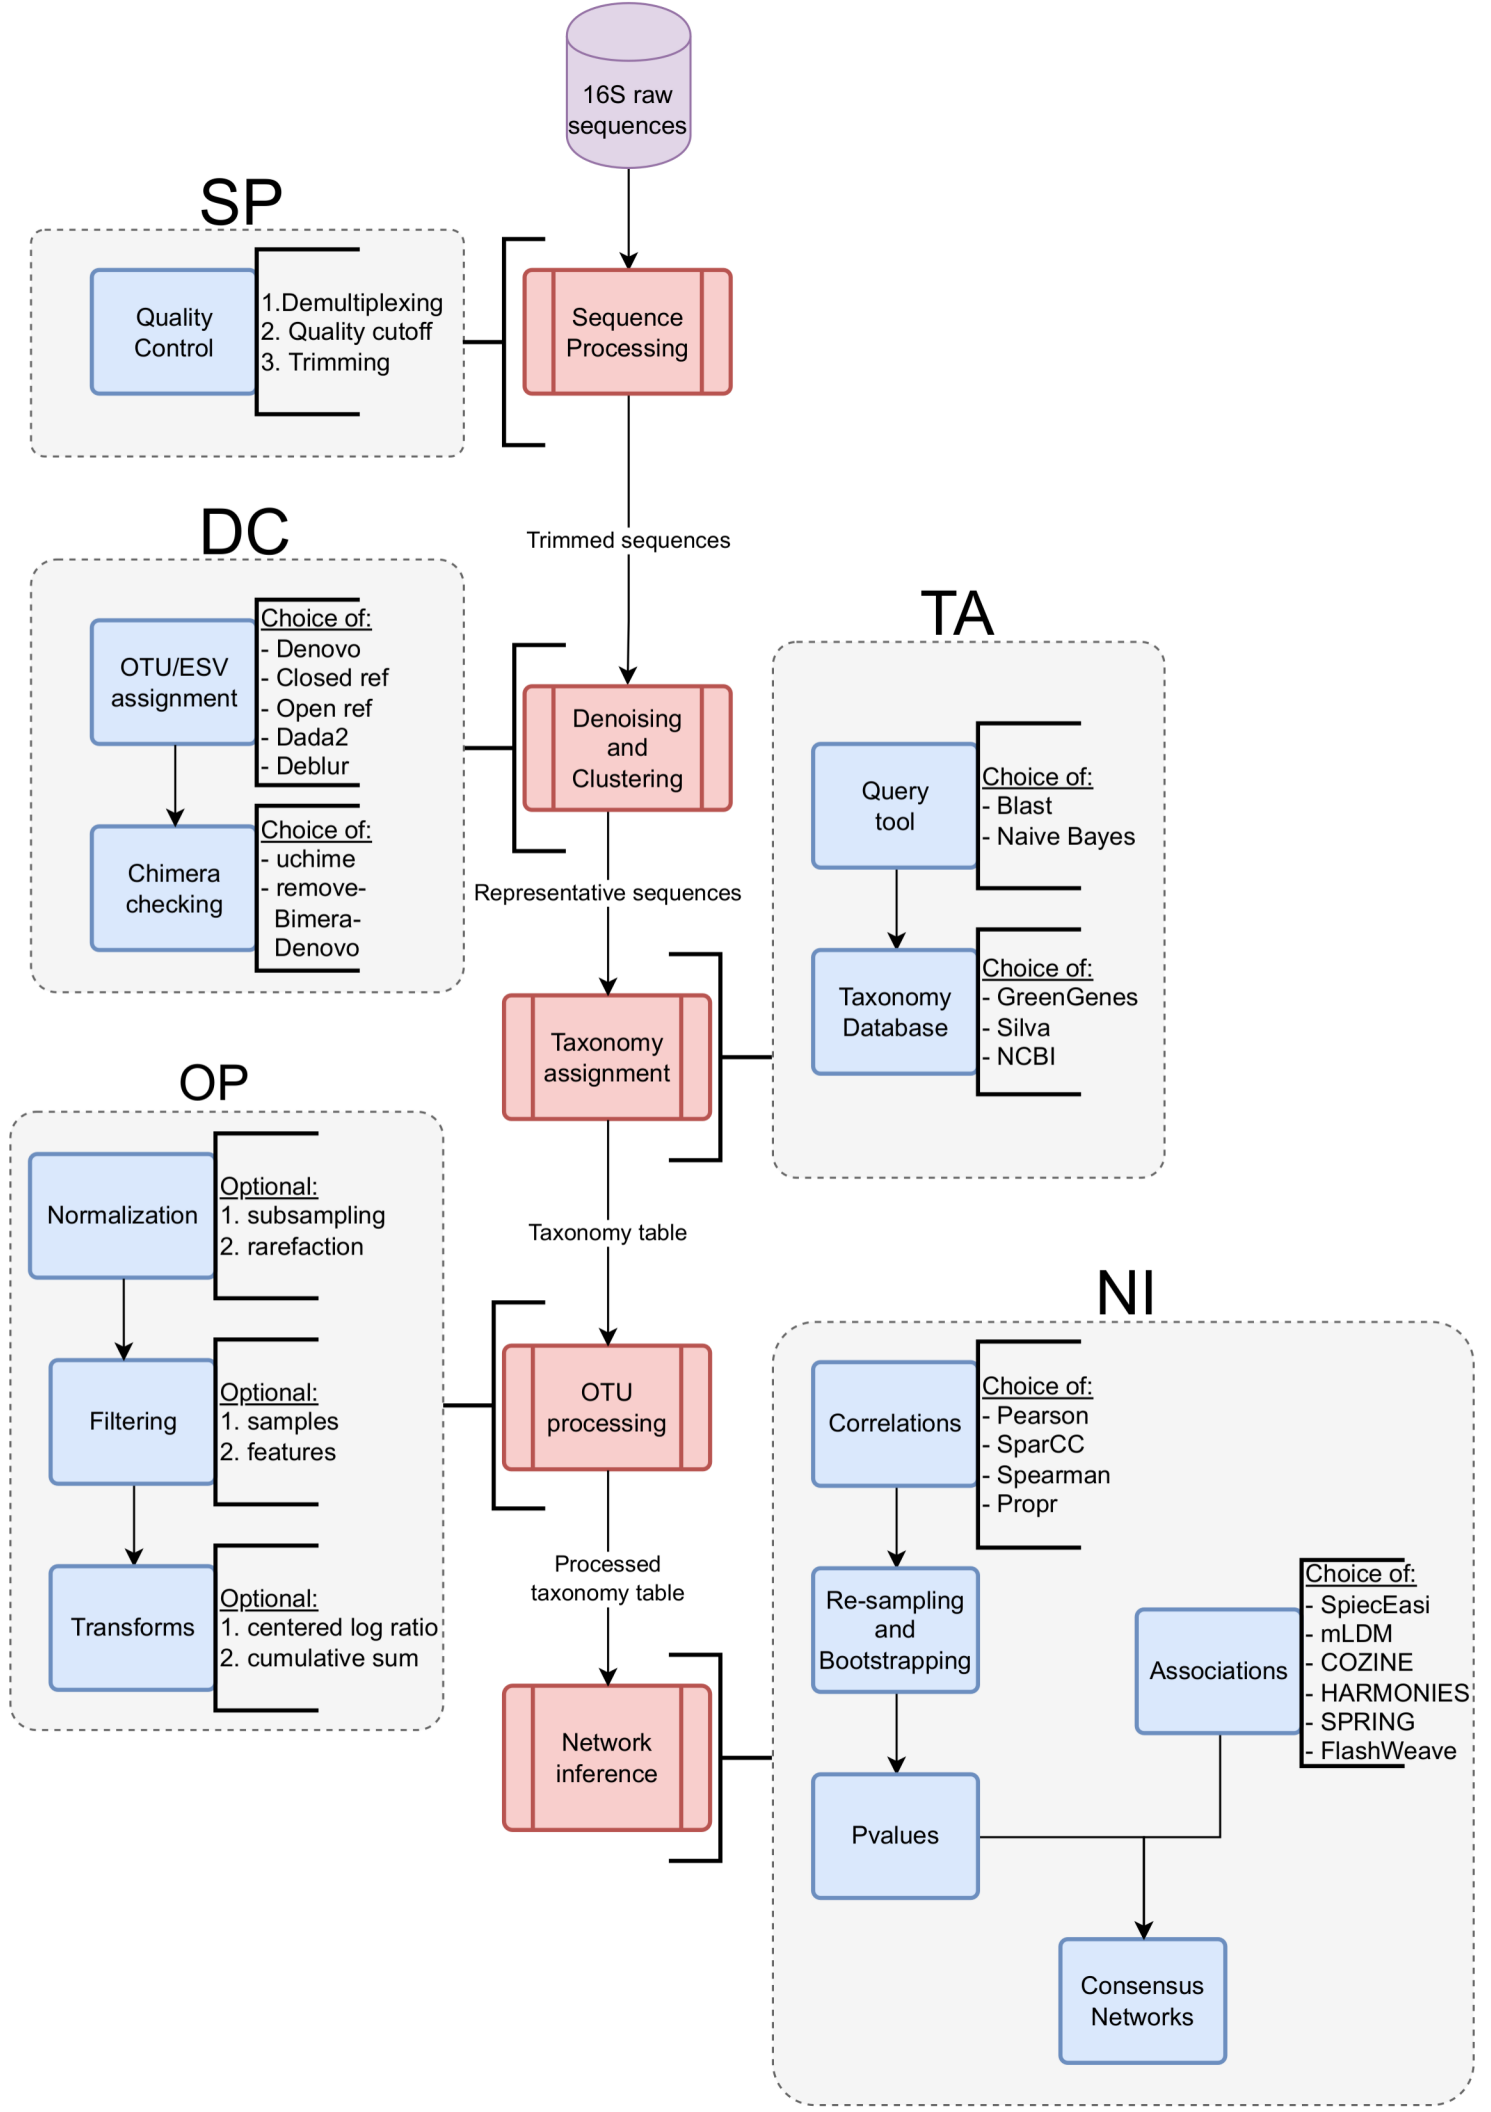 16S raw
sequences
SP
Quality
Control
1.Demultiplexing
2. Quality cutoff
3. Trimming
Sequence
Processing
Trimmed sequences
DC
OTU/ESV
assignment
Choice of:
- Denovo
- Closed ref
- Open ref
- Dada2
- Deblur
Chimera
checking
Choice of:
- uchime
- remove-
Bimera-
Denovo
Denoising
and
Clustering
Representative sequences
TA
Query
tool
Choice of:
- Blast
- Naive Bayes
Taxonomy
Database
Choice of:
- GreenGenes
- Silva
- NCBI
Taxonomy
assignment
Taxonomy table
OP
Normalization
Optional:
1. subsampling
2. rarefaction
Filtering
Optional:
1. samples
2. features
Transforms
Optional:
1. centered log ratio
2. cumulative sum
OTU
processing
Processed
taxonomy table
Network
inference
NI
Correlations
Choice of:
- Pearson
- SparCC
- Spearman
- Propr
Re-sampling
and
Bootstrapping
Pvalues
Associations
Choice of:
- SpiecEasi
- mLDM
- COZINE
- HARMONIES
- SPRING
- FlashWeave
Consensus
Networks